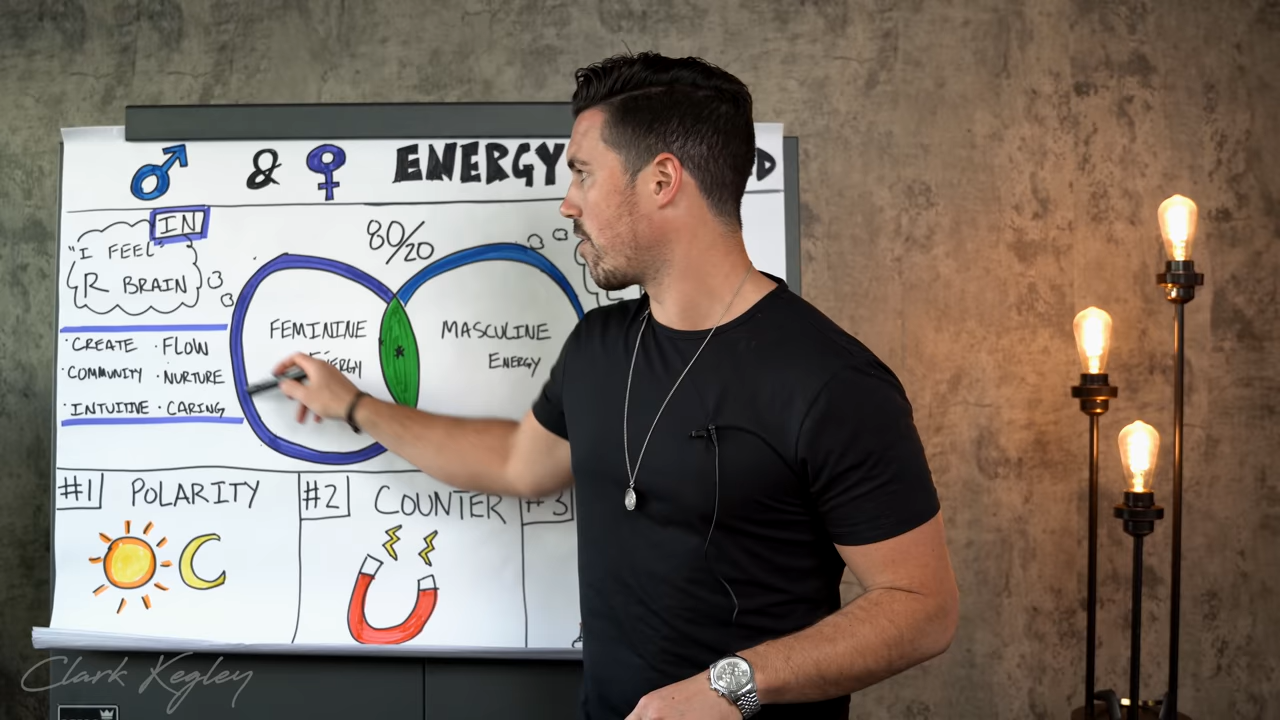 & ENERGY
IN
"I FEEL"
R BRAIN
80/20
FEMININE
ENERGY
MASCULINE
ENERGY
·CREATE ·FLOW
·COMMUNITY ·NURTURE
·INTUITIVE ·CARING
#1 POLARITY
#2 COUNTER
#3
Clark Kegley